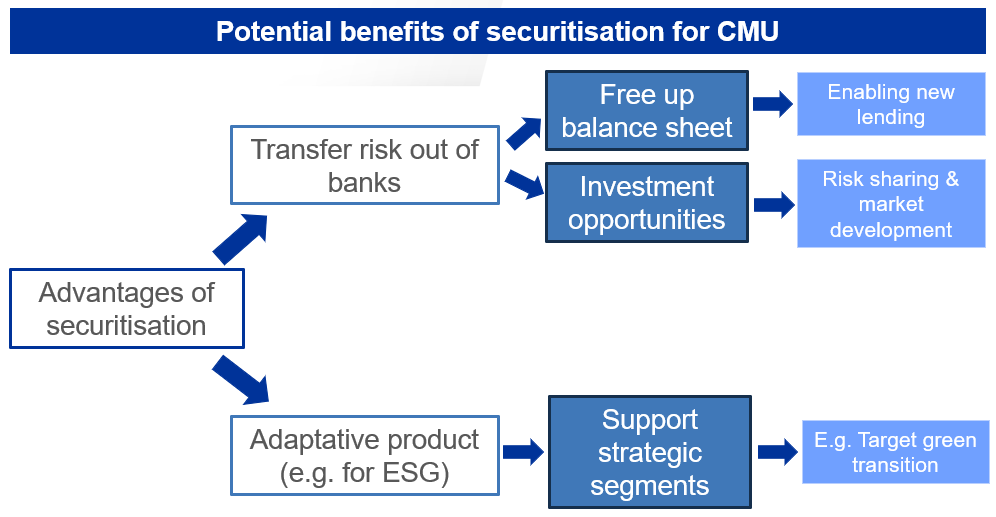 Potential benefits of securitisation for CMU
Advantages of
securitisation
Transfer risk out of
banks
Free up
balance sheet
Enabling new
lending
Investment
opportunities
Risk sharing &
market
development
Adaptative product
(e.g. for ESG)
Support
strategic
segments
E.g. Target green
transition